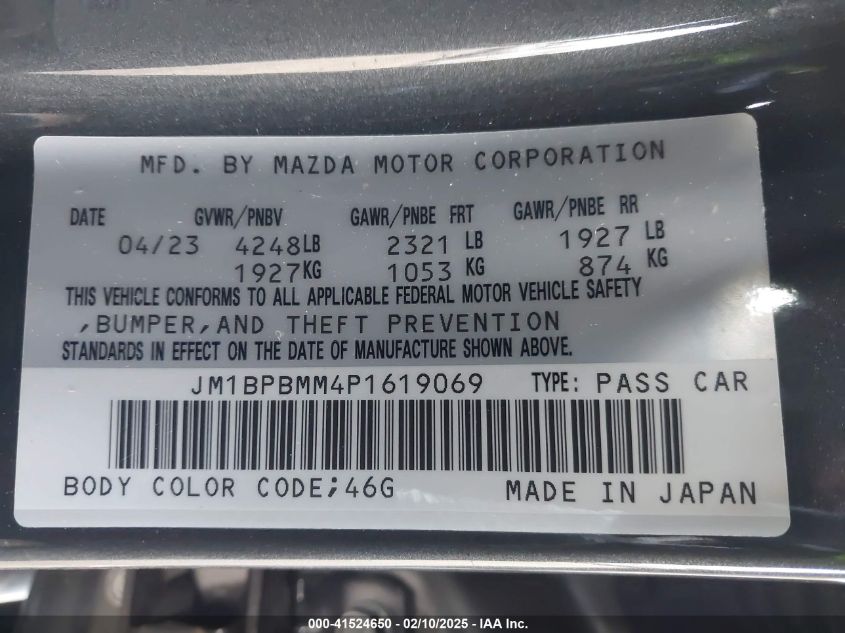 MFD. BY MAZDA MOTOR CORPORATION
DATE GVWR/PNBV GAWR/PNBE FRT GAWR/PNBE RR
04/23 4248LB 2321 LB 1927 LB
1927KG 1053 KG 874 KG
THIS VEHICLE CONFORMS TO ALL APPLICABLE FEDERAL MOTOR VEHICLE SAFETY
,BUMPER,AND THEFT PREVENTION
STANDARDS IN EFFECT ON THE DATE OF MANUFACTURE SHOWN ABOVE.
JM1BPBMM4P1619069 TYPE: PASS CAR
BODY COLOR CODE;46G MADE IN JAPAN
000-41524650 - 02/10/2025 - IAA Inc.